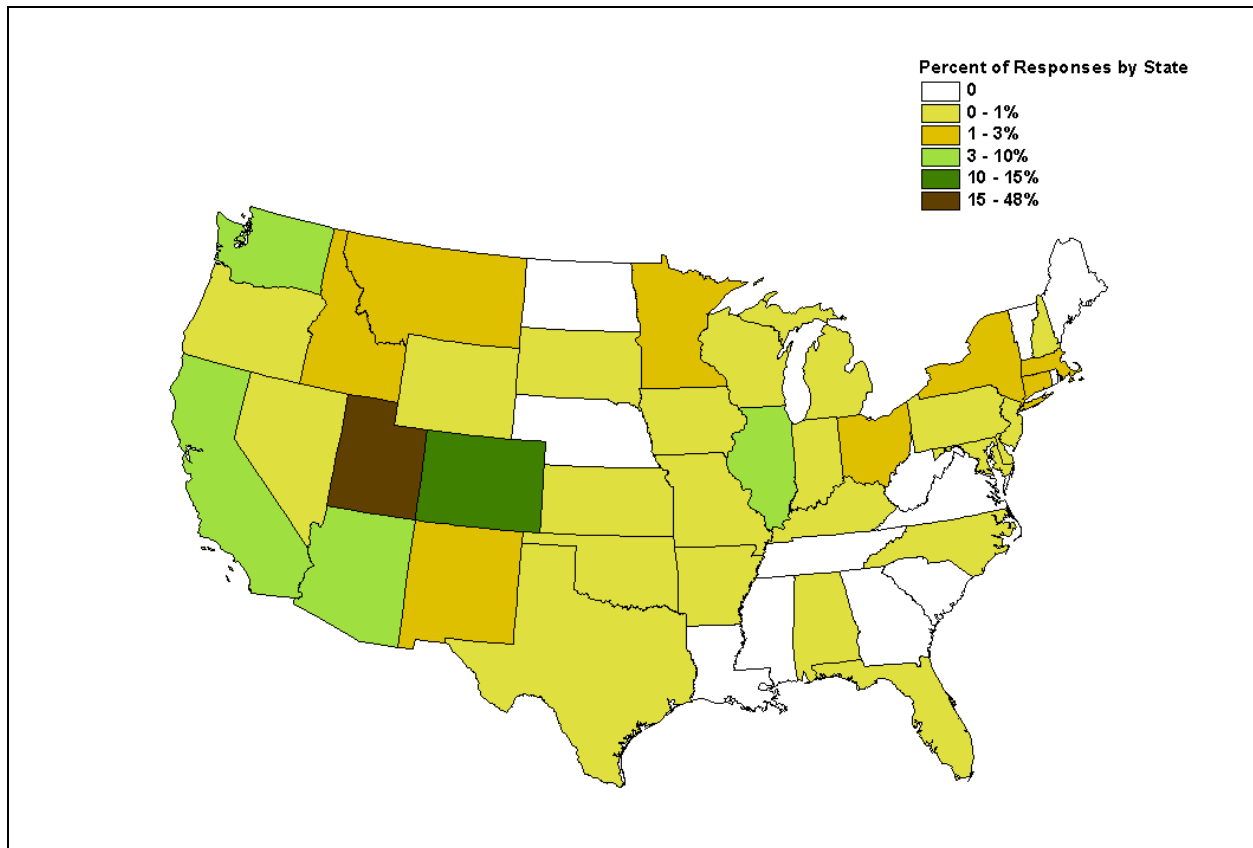 Percent of Responses by State
0
0 - 1%
1 - 3%
3 - 10%
10 - 15%
15 - 48%